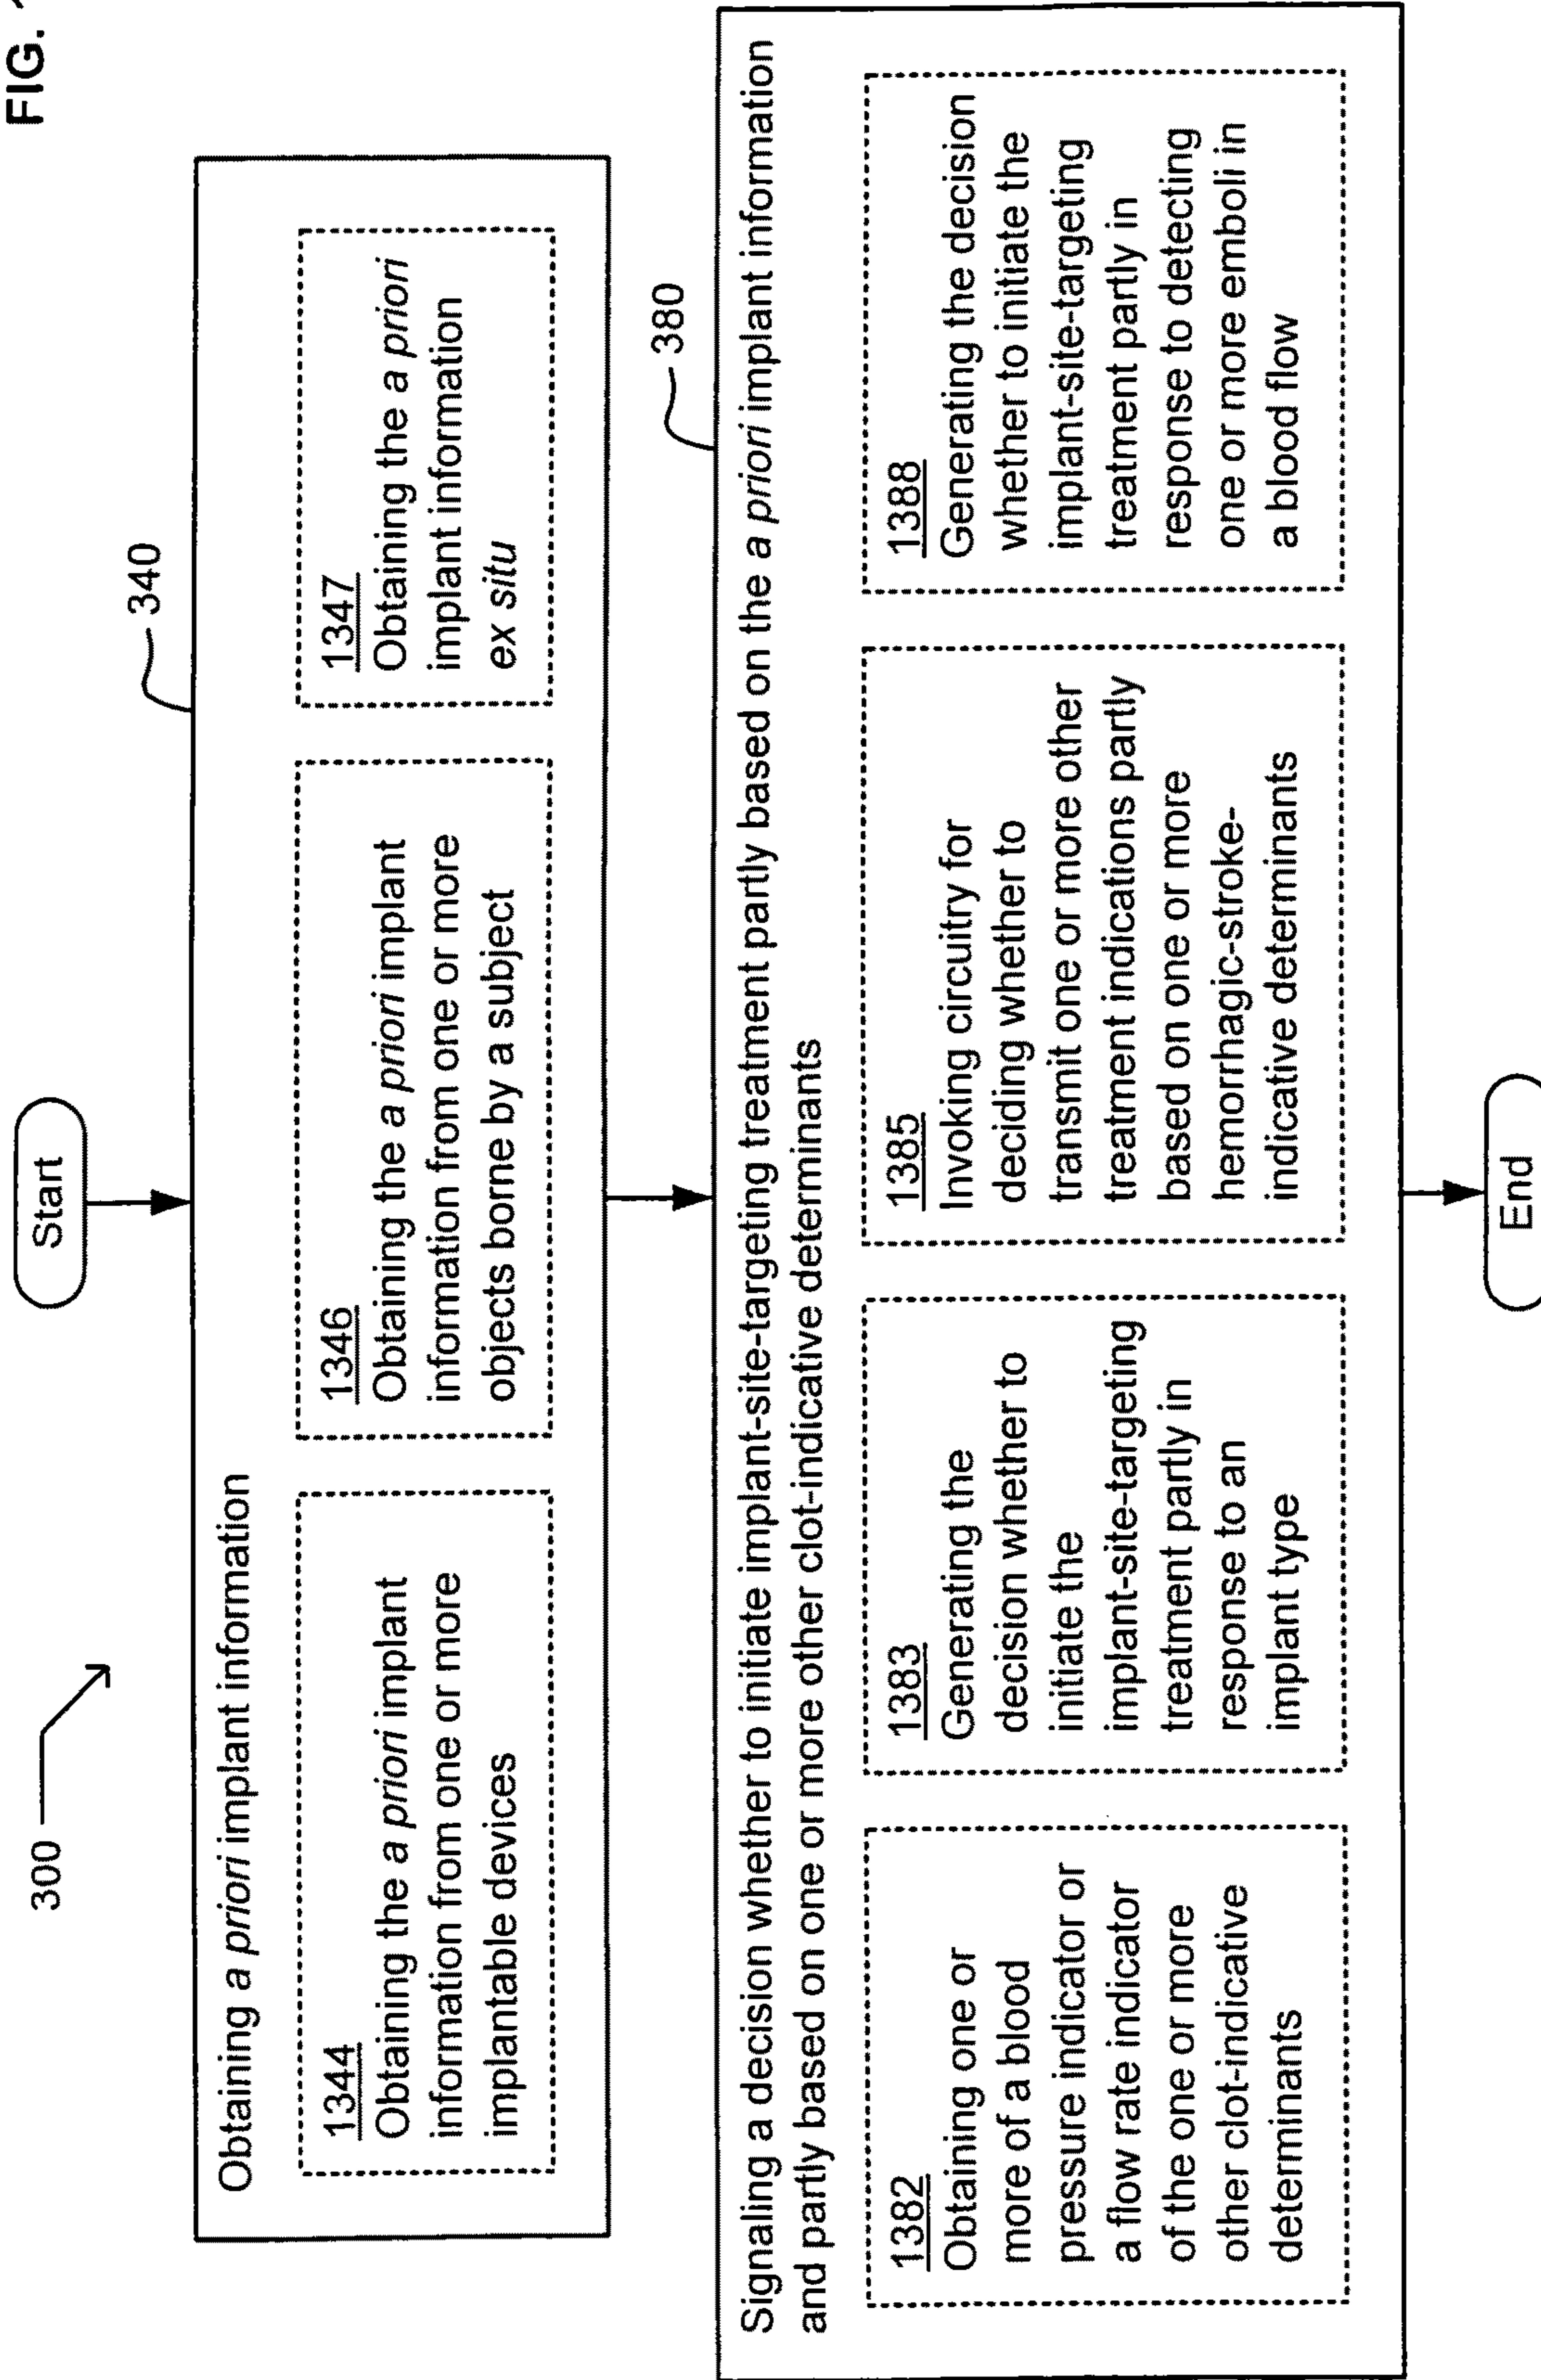 FIG.
300
Start
340
Obtaining a priori implant information
1344
Obtaining the a priori implant
information from one or more
implantable devices
1346
Obtaining the a priori implant
information from one or more
objects borne by a subject
1347
Obtaining the a priori
implant information
ex situ
380
Signaling a decision whether to initiate implant-site-targeting treatment partly based on the a priori implant information
and partly based on one or more other clot-indicative determinants
1382
Obtaining one or
more of a blood
pressure indicator or
a flow rate indicator
of the one or more
other clot-indicative
determinants
1383
Generating the
decision whether to
initiate the
implant-site-targeting
treatment partly in
response to an
implant type
1385
Invoking circuitry for
deciding whether to
transmit one or more other
treatment indications partly
based on one or more
hemorrhagic-stroke-
indicative determinants
1388
Generating the decision
whether to initiate the
implant-site-targeting
treatment partly in
response to detecting
one or more emboli in
a blood flow
End